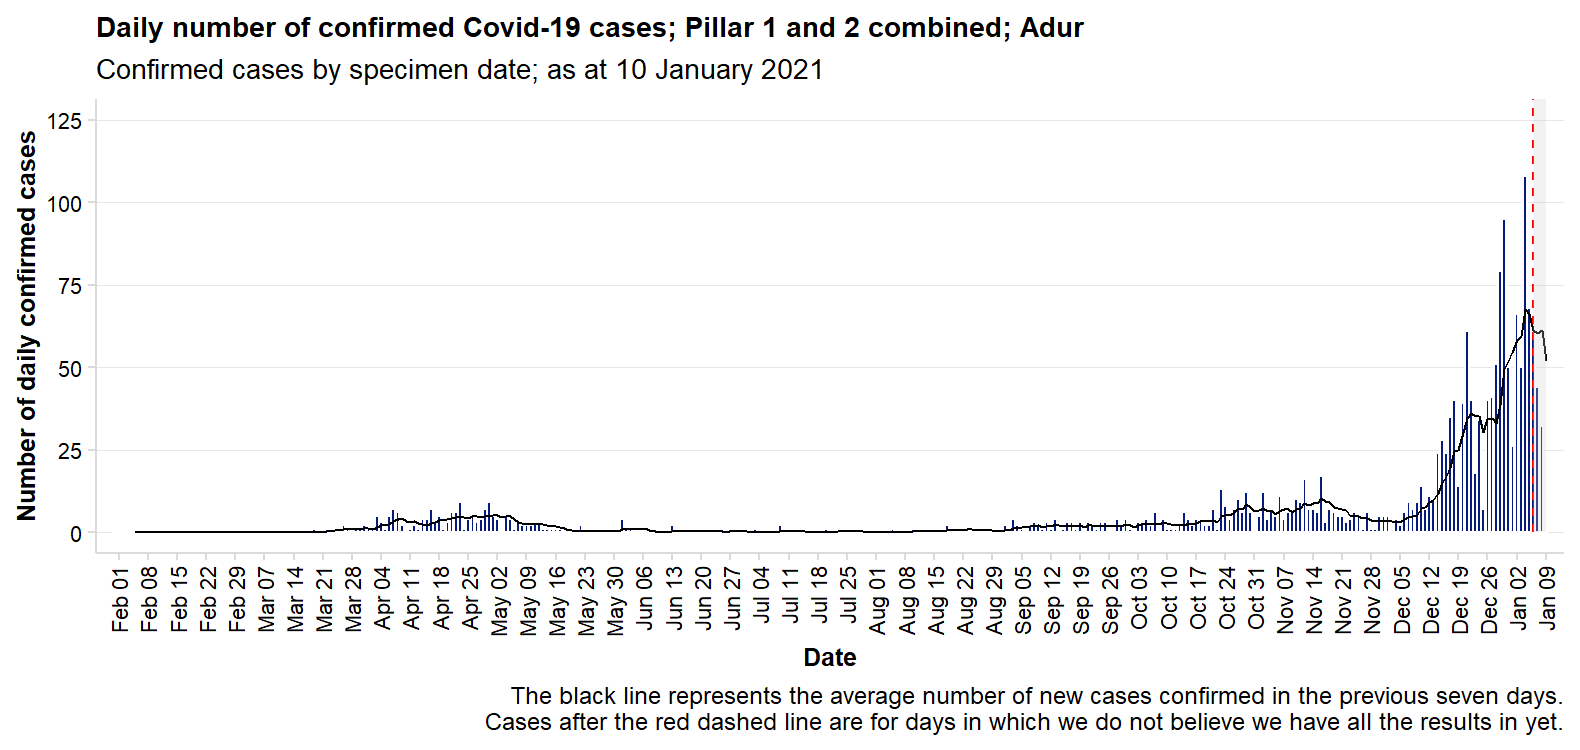 Daily number of confirmed Covid-19 cases; Pillar 1 and 2 combined; Adur
Confirmed cases by specimen date; as at 10 January 2021
Number of daily confirmed cases
125
100
75
50
25
0
Feb 01
Feb 08
Feb 15
Feb 22
Feb 29
Mar 07
Mar 14
Mar 21
Mar 28
Apr 04
Apr 11
Apr 18
Apr 25
May 02
May 09
May 16
May 23
May 30
Jun 06
Jun 13
Jun 20
Jun 27
Jul 04
Jul 11
Jul 18
Jul 25
Aug 01
Aug 08
Aug 15
Aug 22
Aug 29
Sep 05
Sep 12
Sep 19
Sep 26
Oct 03
Oct 10
Oct 17
Oct 24
Oct 31
Nov 07
Nov 14
Nov 21
Nov 28
Dec 05
Dec 12
Dec 19
Dec 26
Jan 02
Jan 09
Date
The black line represents the average number of new cases confirmed in the previous seven days.
Cases after the red dashed line are for days in which we do not believe we have all the results in yet.